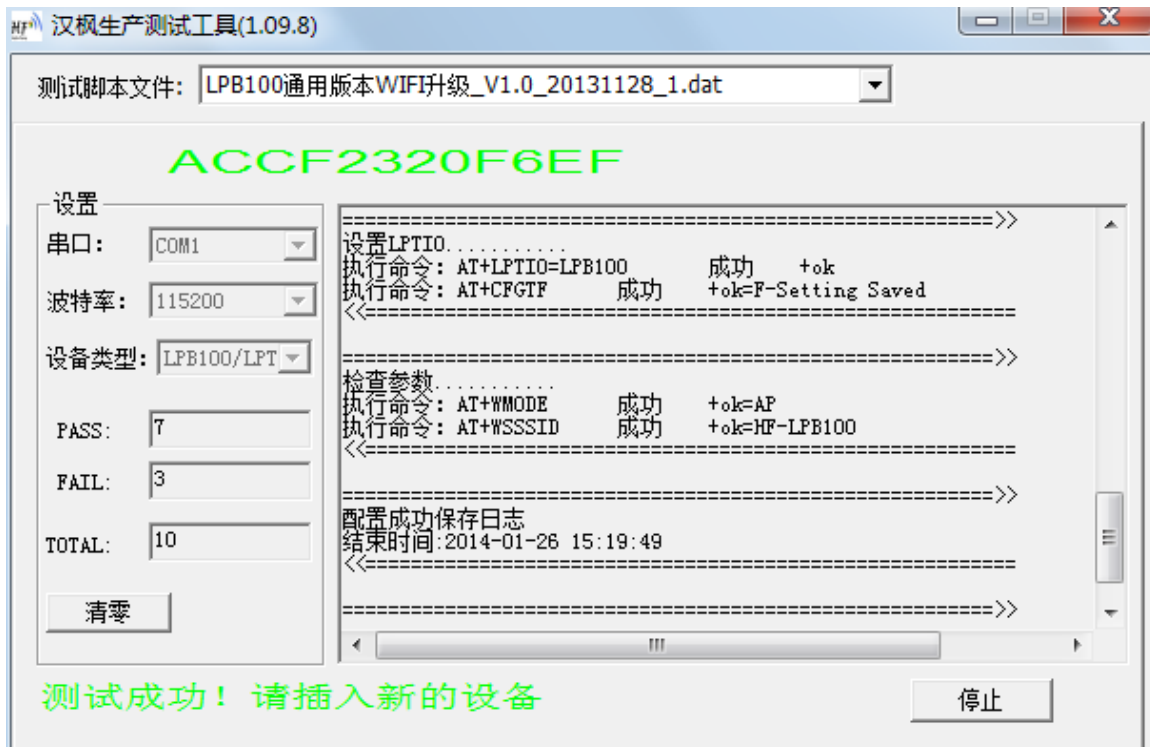 汉枫生产测试工具(1.09.8)
测试脚本文件: LPB100通用版本WIFI升级_V1.0_20131128_1.dat
ACCF2320F6EF
设置
串口: COM1
波特率: 115200
设备类型: LPB100/LPT
PASS: 7
FAIL: 3
TOTAL: 10
清零
=========================================================>>
设置LPTIO...........
执行命令: AT+LPTIO=LPB100 成功 +ok
执行命令: AT+CFGTF 成功 +ok=F-Setting Saved
<<=========================================================
=========================================================>>
检查参数...........
执行命令: AT+WMODE 成功 +ok=AP
执行命令: AT+WSSSID 成功 +ok=HF-LPB100
<<=========================================================
=========================================================>>
配置成功保存日志
结束时间:2014-01-26 15:19:49
<<=========================================================
=========================================================>>
测试成功! 请插入新的设备
停止